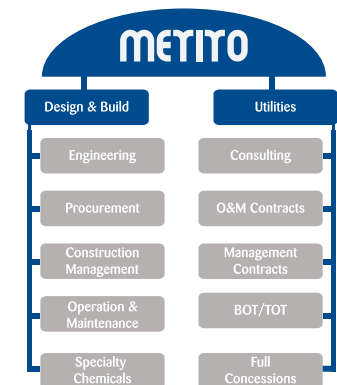 METITO
Design & Build
Utilities
Engineering
Consulting
Procurement
O&M Contracts
Construction
Management
Management
Contracts
Operation &
Maintenance
BOT/TOT
Specialty
Chemicals
Full
Concessions